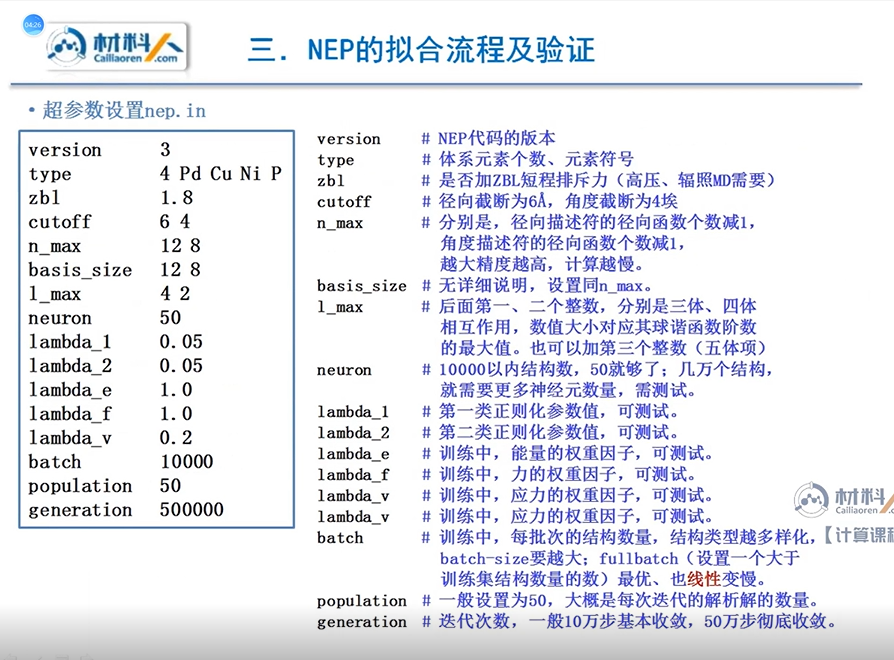 04:26
材料人
Cailiaoren.com
三. NEP的拟合流程及验证
• 超参数设置nep.in
version 3
type 4 Pd Cu Ni P
zbl 1.8
cutoff 6 4
n_max 12 8
basis_size 12 8
l_max 4 2
neuron 50
lambda_1 0.05
lambda_2 0.05
lambda_e 1.0
lambda_f 1.0
lambda_v 0.2
batch 10000
population 50
generation 500000
version # NEP代码的版本
type # 体系元素个数、元素符号
zbl # 是否加ZBL短程排斥力（高压、辐照MD需要）
cutoff # 径向截断为6Å，角度截断为4埃
n_max # 分别是，径向描述符的径向函数个数减1，
角度描述符的径向函数个数减1，
越大精度越高，计算越慢。
basis_size # 无详细说明，设置同n_max。
l_max # 后面第一、二个整数，分别是三体、四体
相互作用，数值大小对应其球谐函数阶数
的最大值。也可以加第三个整数（五体项）
neuron # 10000以内结构数，50就够了；几万个结构，
就需要更多神经元数量，需测试。
lambda_1 # 第一类正则化参数值，可测试。
lambda_2 # 第二类正则化参数值，可测试。
lambda_e # 训练中，能量的权重因子，可测试。
lambda_f # 训练中，力的权重因子，可测试。
lambda_v # 训练中，应力的权重因子，可测试。
lambda_v # 训练中，应力的权重因子，可测试。
batch # 训练中，每批次的结构数量，结构类型越多样化，
batch-size要越大；fullbatch（设置一个大于
训练集结构数量的数）最优、也线性变慢。
population # 一般设置为50，大概是每次迭代的解析解的数量。
generation # 迭代次数，一般10万步基本收敛，50万步彻底收敛。
材料
Cailiaoren.co
【计算课程